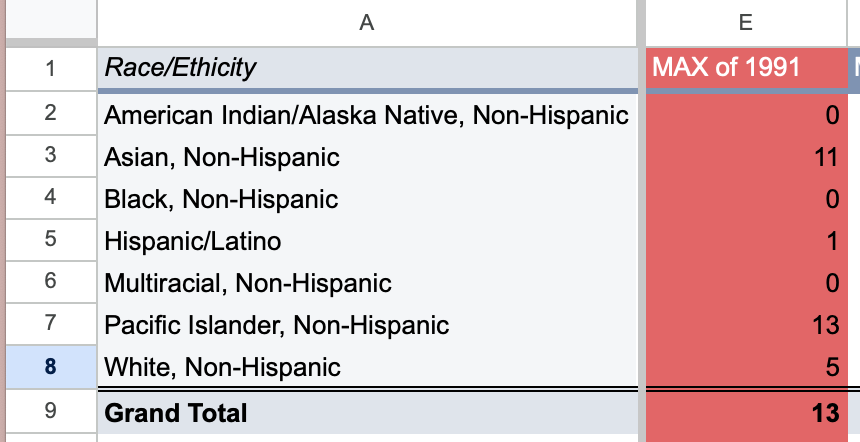 A E
1 Race/Ethicity MAX of 1991
2 American Indian/Alaska Native, Non-Hispanic 0
3 Asian, Non-Hispanic 11
4 Black, Non-Hispanic 0
5 Hispanic/Latino 1
6 Multiracial, Non-Hispanic 0
7 Pacific Islander, Non-Hispanic 13
8 White, Non-Hispanic 5
9 Grand Total 13